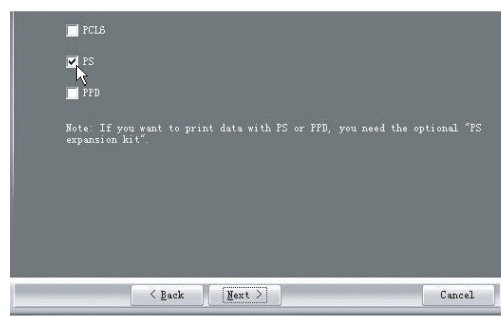 PCL6
PS
PPD
Note: If you want to print data with PS or PPD, you need the optional "PS
expansion kit".
< Back
Next >
Cancel